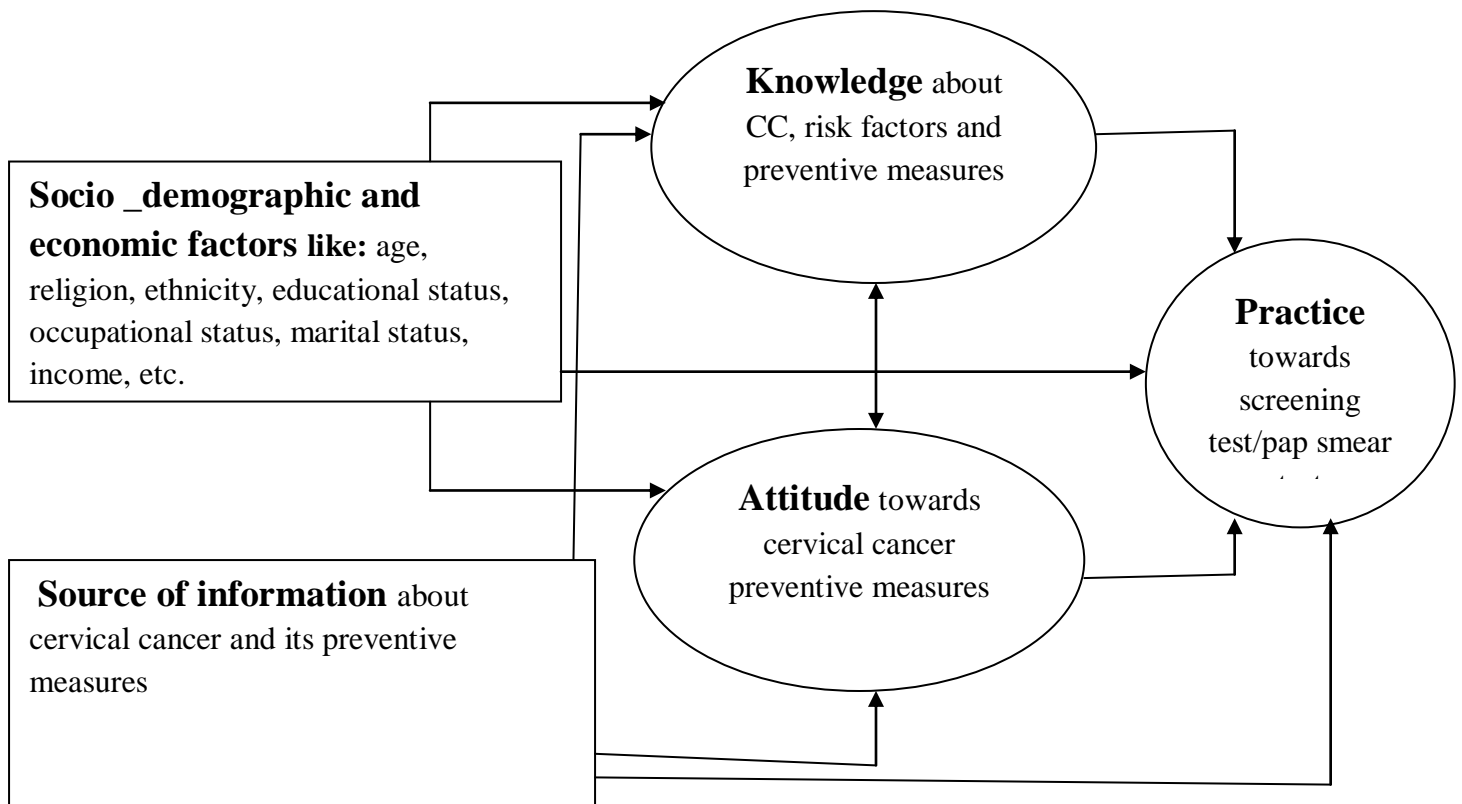 Knowledge about
CC, risk factors and
preventive measures
Socio _demographic and
economic factors like: age,
religion, ethnicity, educational status,
occupational status, marital status,
income, etc.
Practice
towards
screening
test/pap smear
Attitude towards
cervical cancer
preventive measures
Source of information about
cervical cancer and its preventive
measures